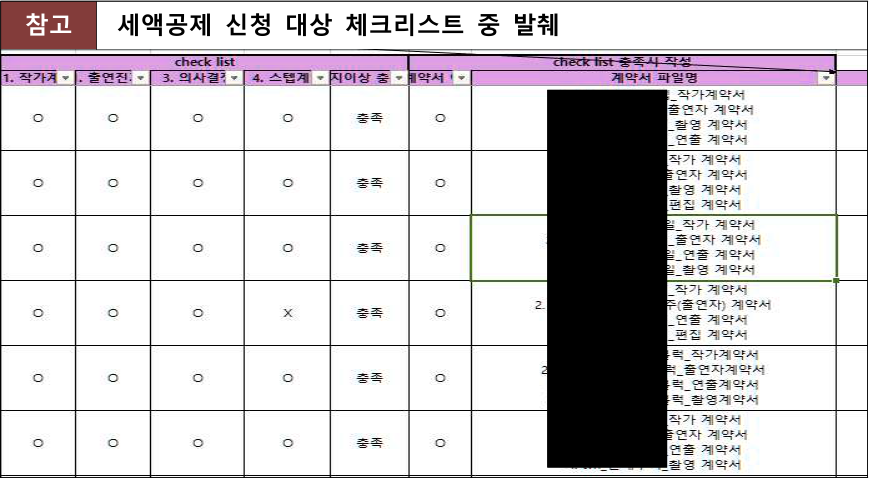 참고 세액공제 신청 대상 체크리스트 중 발췌
check list check list 충족시 작성
1. 작가계 . 출연진 3. 의사결정 4. 스텝계 지이상 충 계약서 계약서 파일명
O O O O 충족 O
_작가계약서
출연자 계약서
_촬영 계약서
_연출 계약서
O O O O 충족 O
작가 계약서
출연자 계약서
촬영 계약서
편집 계약서
O O O O 충족 O
일_작가 계약서
_출연자 계약서
일_연출 계약서
일_촬영 계약서
O O O X 충족 O
_작가 계약서
2. 주(출연자) 계약서
_연출 계약서
_편집 계약서
O O O O 충족 O
럭_작가계약서
2 럭_출연자계약서
럭_연출계약서
럭_촬영계약서
O O O O 충족 O
작가 계약서
출연자 계약서
연출 계약서
_촬영 계약서